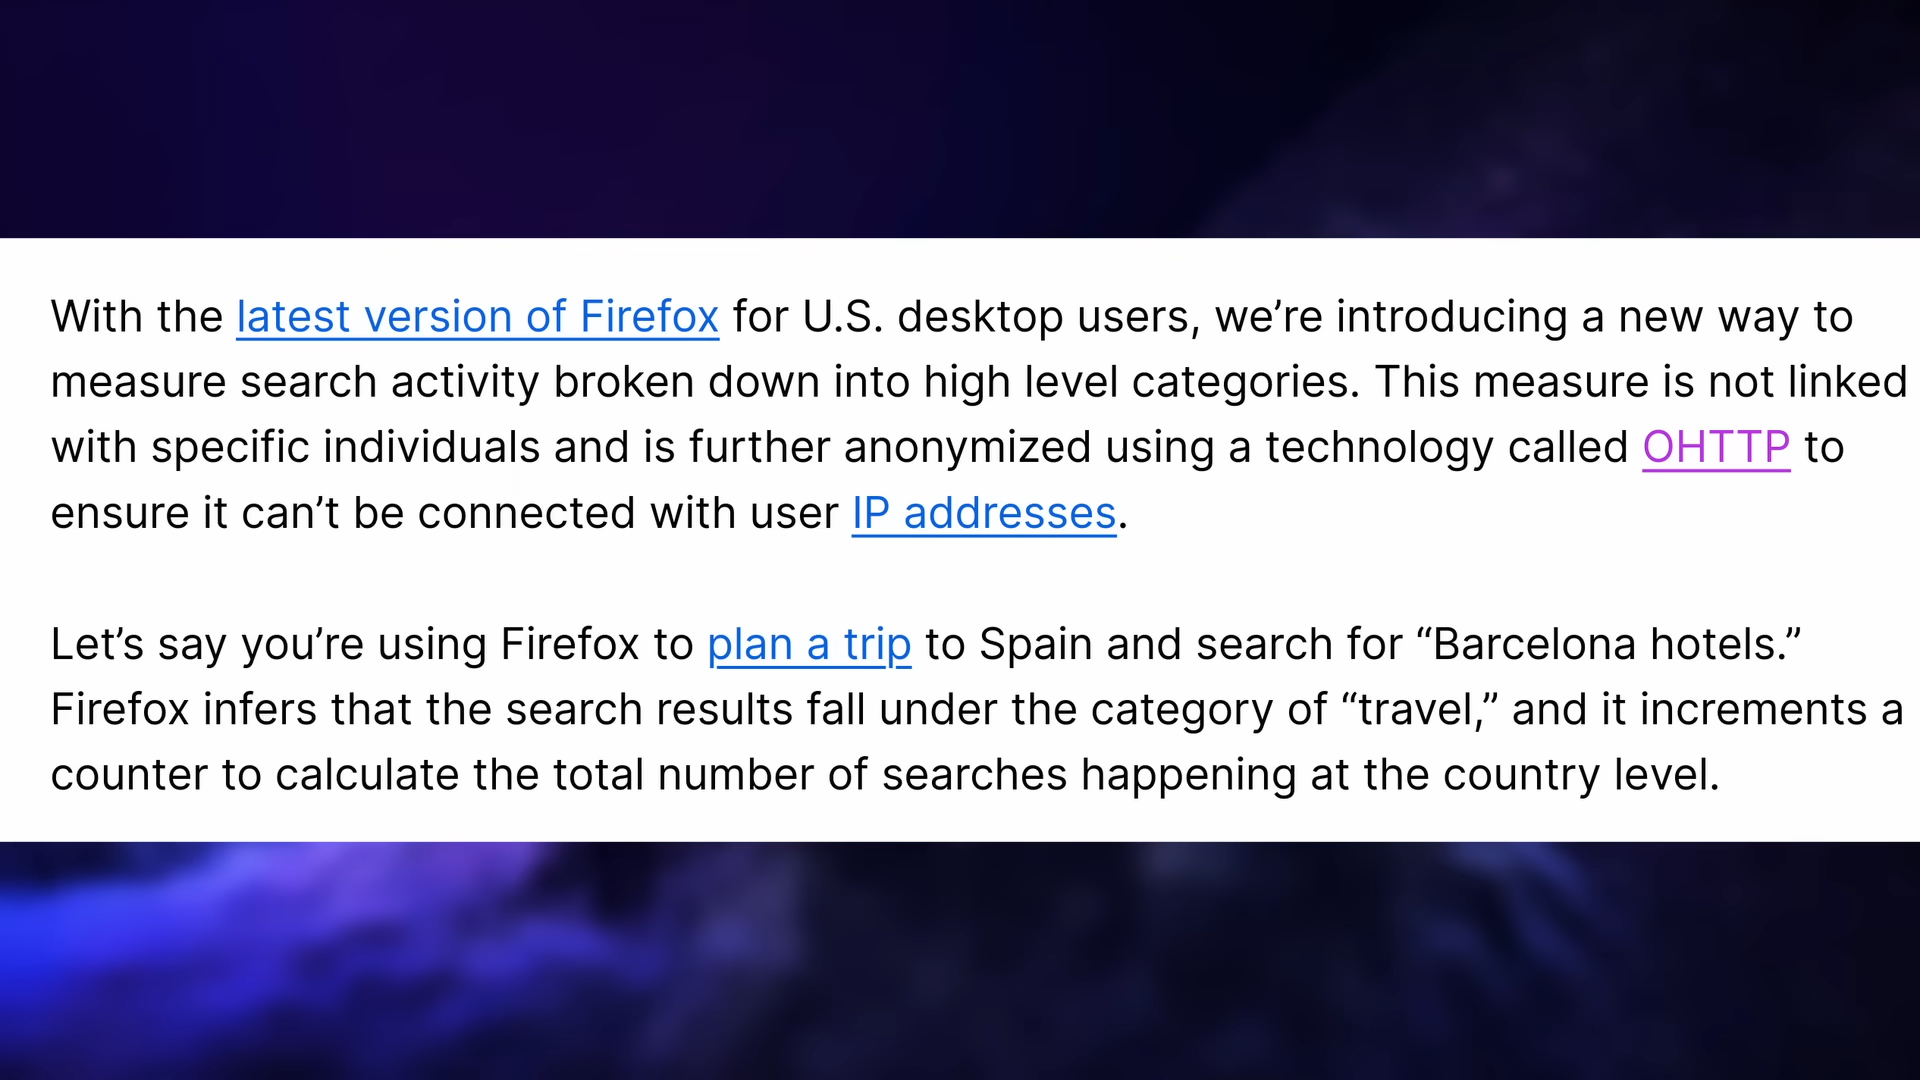 With the latest version of Firefox for U.S. desktop users, we’re introducing a new way to
measure search activity broken down into high level categories. This measure is not linked
with specific individuals and is further anonymized using a technology called OHTTP to
ensure it can’t be connected with user IP addresses.
Let’s say you’re using Firefox to plan a trip to Spain and search for “Barcelona hotels.”
Firefox infers that the search results fall under the category of “travel,” and it increments a
counter to calculate the total number of searches happening at the country level.